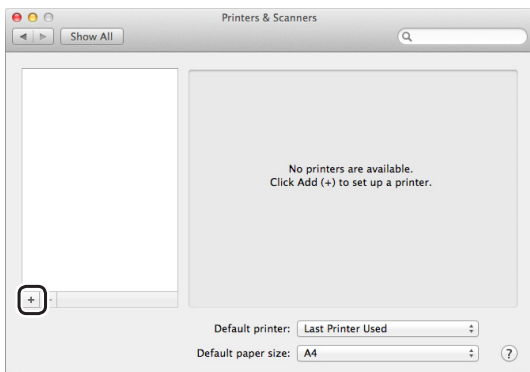 Printers & Scanners
Show All
No printers are available.
Click Add (+) to set up a printer.
+ -
Default printer: Last Printer Used
Default paper size: A4 ?